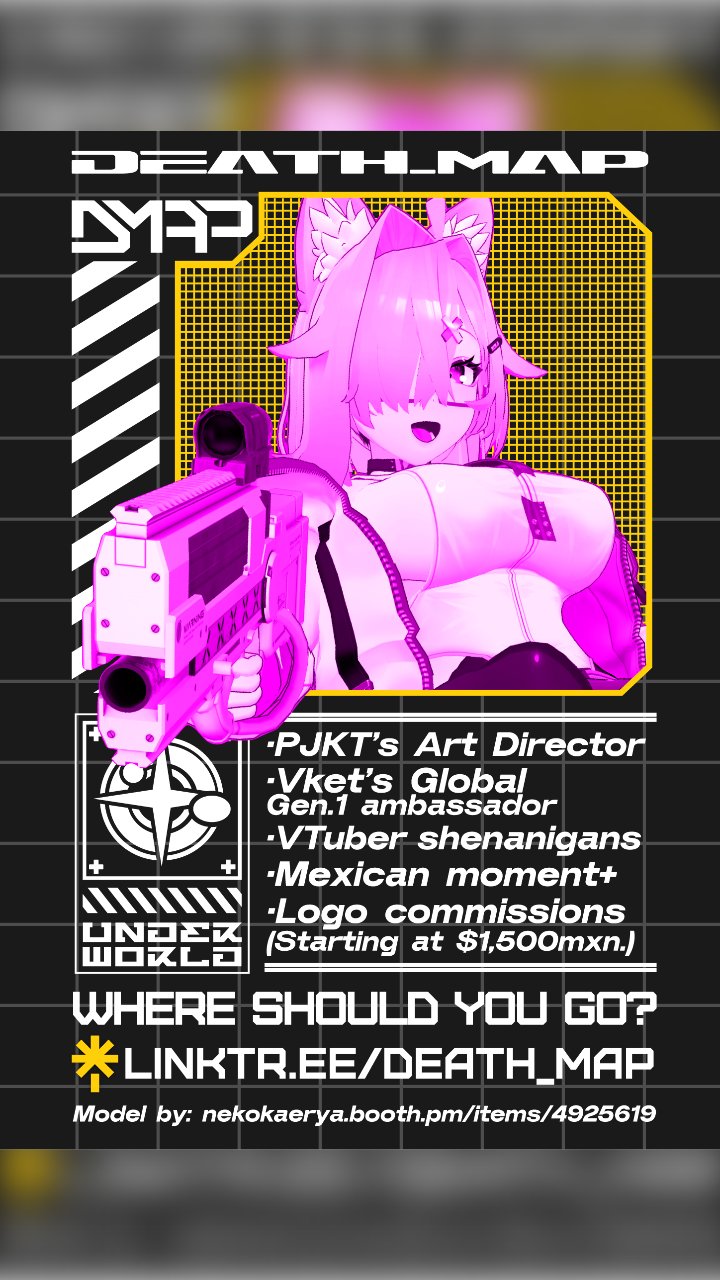 DEATH_MAP
DMAP
·PJKT's Art Director
·Vket's Global
Gen.1 ambassador
·VTuber shenanigans
·Mexican moment+
·Logo commissions
(Starting at $1,500mxn.)
UNDER
WORLD
WHERE SHOULD YOU GO?
LINKTR.EE/DEATH_MAP
Model by: nekokaerya.booth.pm/items/4925619